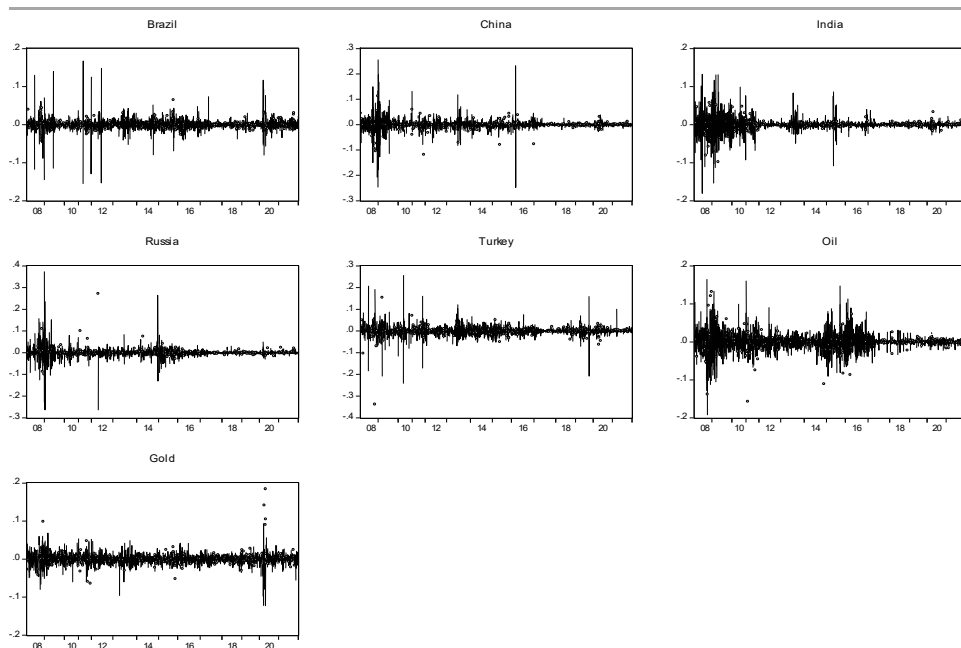 Brazil China India
.2 .3 .2
.2
.1 .1
.1
.0 .0 .0
-.1
-.1 -.1
-.2
-.2 -.3 -.2
08 10 12 14 16 18 20 08 10 12 14 16 18 20 08 10 12 14 16 18 20
Russia Turkey Oil
.4 .3 .2
.3 .2
.2 .1 .1
.1 .0
.0 -.1 .0
-.1 -.2 -.1
-.2 -.3
-.3 -.4 -.2
08 10 12 14 16 18 20 08 10 12 14 16 18 20 08 10 12 14 16 18 20
Gold
.2
.1
.0
-.1
-.2
08 10 12 14 16 18 20